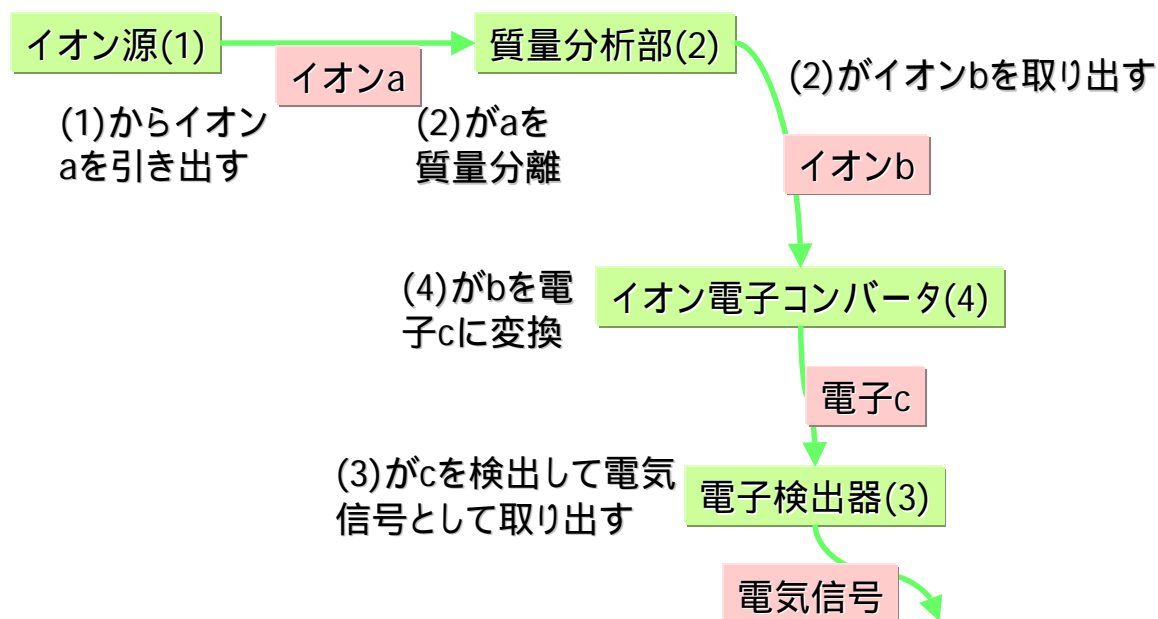 イオン源(1)
質量分析部(2)
イオンa
(2)がイオンbを取り出す
(1)からイオン
aを引き出す
(2)がaを
質量分離
イオンb
(4)がbを電
子cに変換
イオン電子コンバータ(4)
電子c
(3)がcを検出して電気
信号として取り出す
電子検出器(3)
電気信号